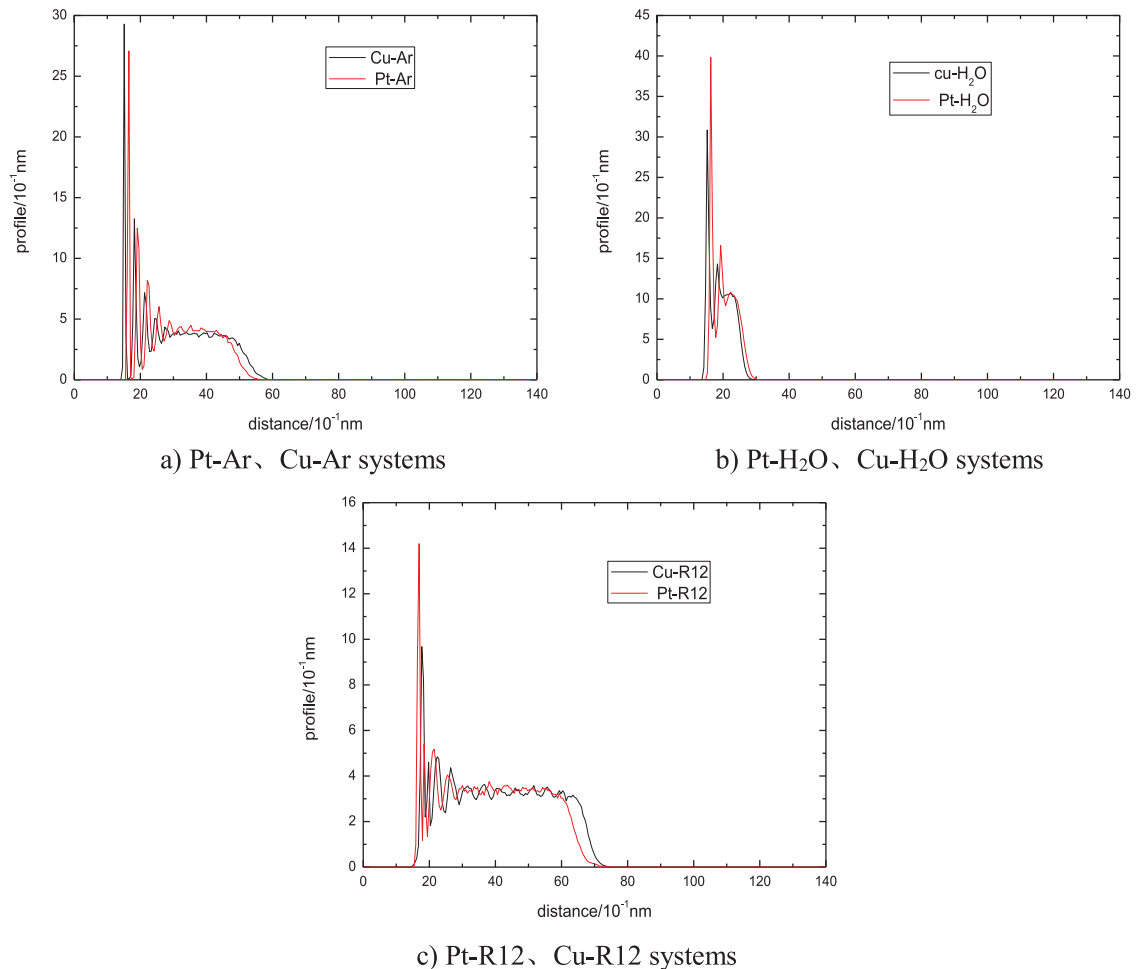 30
25
20
15
10
5
0
0 20 40 60 80 100 120 140
profile/10⁻¹nm
distance/10⁻¹nm
Cu-Ar
Pt-Ar
a) Pt-Ar、Cu-Ar systems
45
40
35
30
25
20
15
10
5
0
0 20 40 60 80 100 120 140
profile/10⁻¹nm
distance/10⁻¹nm
cu-H₂O
Pt-H₂O
b) Pt-H₂O、Cu-H₂O systems
16
14
12
10
8
6
4
2
0
0 20 40 60 80 100 120 140
profile/10⁻¹nm
distance/10⁻¹nm
Cu-R12
Pt-R12
c) Pt-R12、Cu-R12 systems